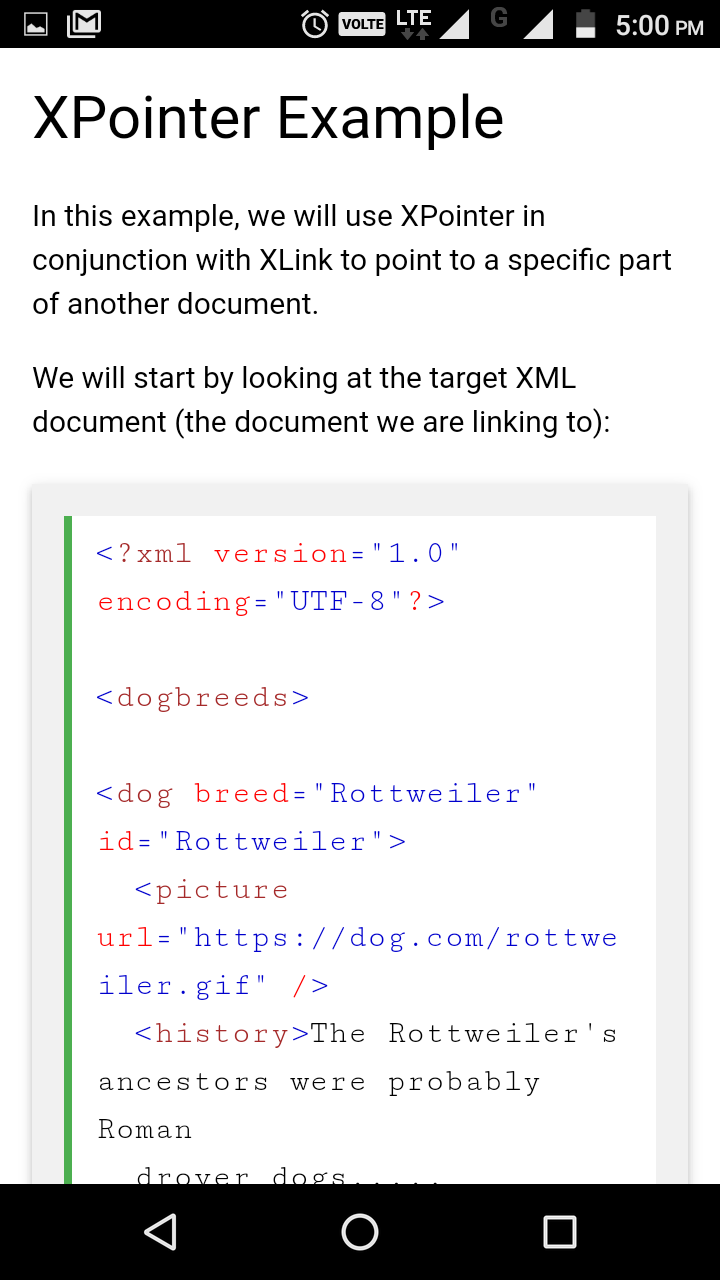 VOLTE LTE G 5:00 PM
XPointer Example
In this example, we will use XPointer in
conjunction with XLink to point to a specific part
of another document.
We will start by looking at the target XML
document (the document we are linking to):
<?xml version="1.0"
encoding="UTF-8"?>
<dogbreeds>
<dog breed="Rottweiler"
id="Rottweiler">
<picture
url="https://dog.com/rottwe
iler.gif" />
<history>The Rottweiler's
ancestors were probably
Roman
drover dogs.....